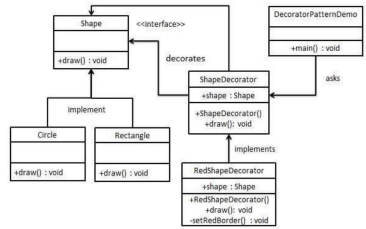 Shape
<<interface>>
+draw() : void
DecoratorPatternDemo
+main() : void
decorates
asks
ShapeDecorator
+shape : Shape
+ShapeDecorator()
+draw(): void
implement
implements
Circle
+draw() : void
Rectangle
+draw() : void
RedShapeDecorator
+shape : Shape
+RedShapeDecorator()
+draw(): void
-setRedBorder() : void